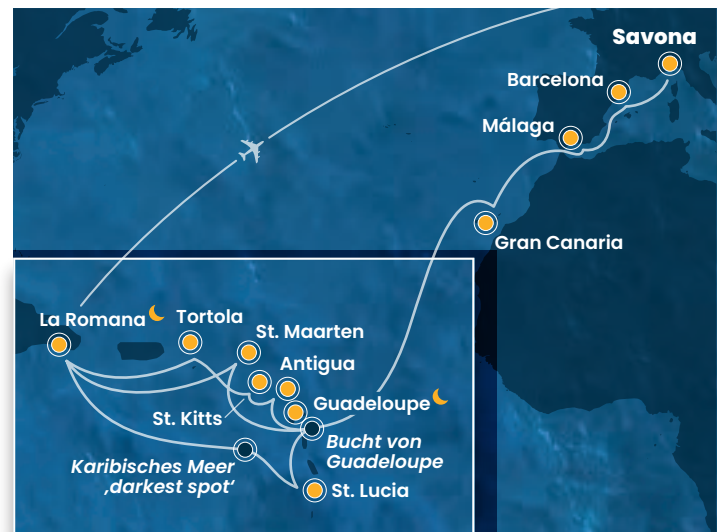 Savona
Barcelona
Málaga
Gran Canaria
La Romana
Tortola
St. Maarten
Antigua
St. Kitts
Guadeloupe
Bucht von
Guadeloupe
Karibisches Meer
‚darkest spot‘
St. Lucia